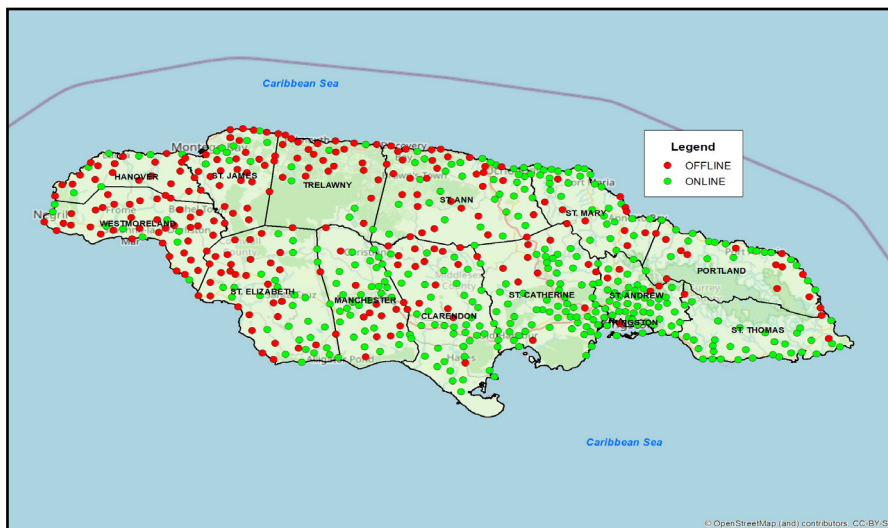 Caribbean Sea
Legend
OFFLINE
ONLINE
HANOVER
ST. JAMES
TRELAWNY
ST. ANN
ST. MARY
WESTMORELAND
PORTLAND
ST. ELIZABETH
MANCHESTER
CLARENDON
ST. CATHERINE
ST. ANDREW
KINGSTON
ST. THOMAS
Caribbean Sea
© OpenStreetMap (and) contributors, CC-BY-S